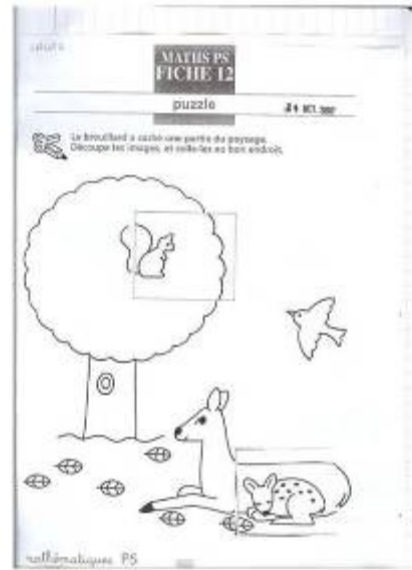 MATHS PS
FICHE 12
puzzle
Le brouillard a caché une partie du paysage.
Découpe les images, et colle-les au bon endroit.
mathématiques PS